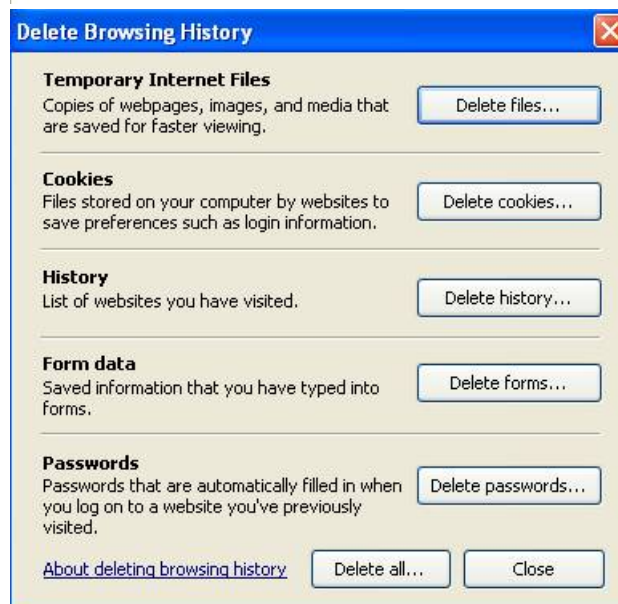 Delete Browsing History
Temporary Internet Files
Copies of webpages, images, and media that
are saved for faster viewing.
Delete files...
Cookies
Files stored on your computer by websites to
save preferences such as login information.
Delete cookies...
History
List of websites you have visited.
Delete history...
Form data
Saved information that you have typed into
forms.
Delete forms...
Passwords
Passwords that are automatically filled in when
you log on to a website you've previously
visited.
Delete passwords...
About deleting browsing history
Delete all...
Close